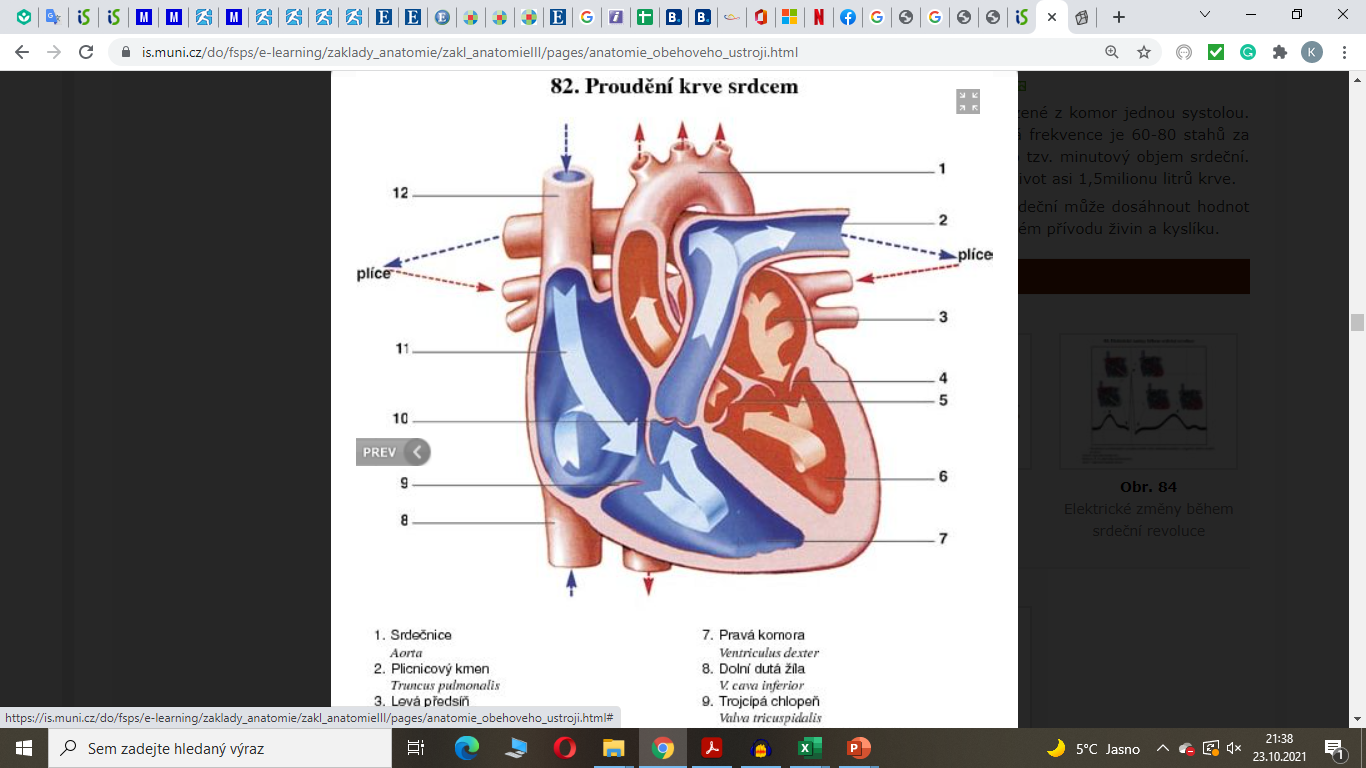 is.muni.cz/do/fsps/e-learning/zaklady_anatomie/zakl_anatomieIII/pages/anatomie_obehoveho_ustroji.html
K
82. Proudění krve srdcem
1
2
3
4
5
6
7
8
9
10
11
12
plíce
plíce
PREV
zené z komor jednou systolou.
frekvence je 60-80 stahů za
tzv. minutový objem srdeční.
ivot asi 1,5milionu litrů krve.
deční může dosáhnout hodnot
ém přívodu živin a kyslíku.
Obr. 84
Elektrické změny během
srdeční revoluce
1. Srdečnice
Aorta
2. Plicnicový kmen
Truncus pulmonalis
3. Levá předsíň
7. Pravá komora
Ventriculus dexter
8. Dolní dutá žíla
V. cava inferior
9. Trojcípá chlopeň
Valva tricuspidalis
https://is.muni.cz/do/fsps/e-learning/zaklady_anatomie/zakl_anatomieIII/pages/anatomie_obehoveho_ustroji.html#
Sem zadejte hledaný výraz
5°C Jasno
21:38
23.10.2021
1